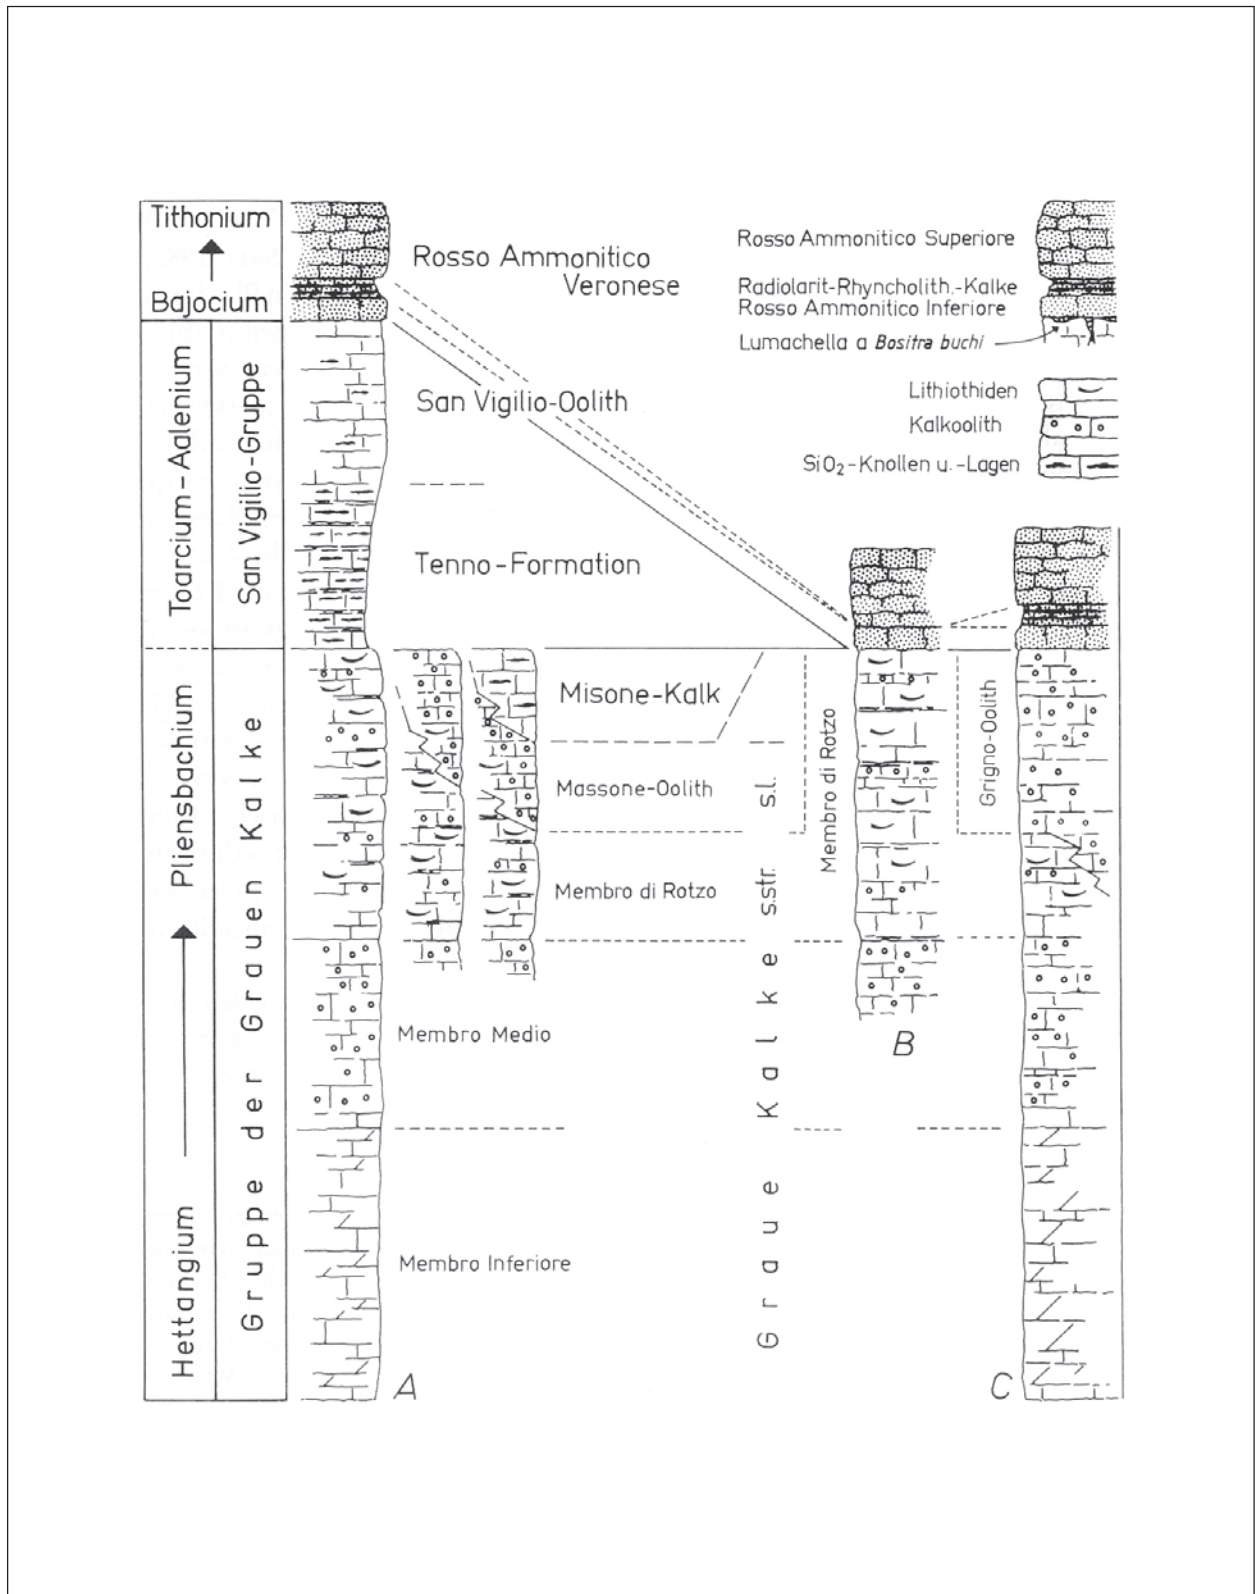 Tithonium
Bajocium
Toarcium-Aalenium
San Vigilio-Gruppe
Pliensbachium
Hettangium
Gruppe der Grauen Kalke
Rosso Ammonitico
Veronese
San Vigilio-Oolith
Tenno-Formation
Misone-Kalk
Massone-Oolith
Membro di Rotzo
Membro Medio
Membro Inferiore
A
Graue Kalke s.str. s.l.
Membro di Rotzo
B
Grigno-Oolith
C
Rosso Ammonitico Superiore
Radiolarit-Rhyncholith.-Kalke
Rosso Ammonitico Inferiore
Lumachella a Bositra buchi
Lithiothiden
Kalkoolith
SiO₂-Knollen u.-Lagen